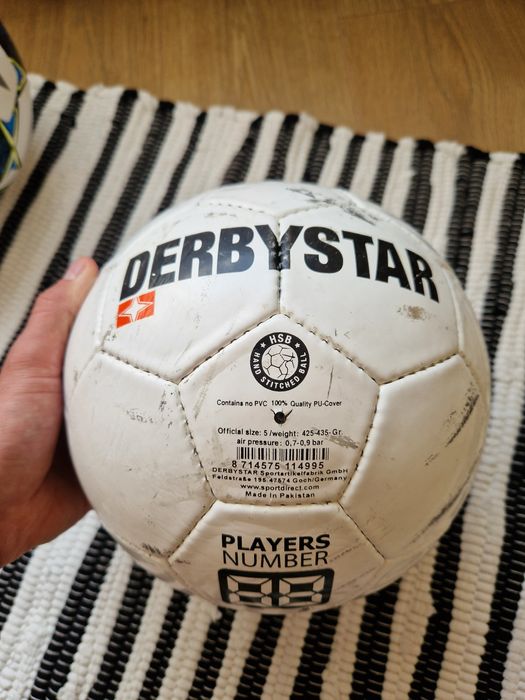 DERBYSTAR
HSB
HAND STITCHED BALL
Contains no PVC 100% Quality PU-Cover
Official size: 5 /weight: 425-435- Gr.
air pressure: 0,7-0,9 bar
8 714575 114995
DERBYSTAR Sportartikelfabrik GmbH
Feldstraße 195.47574 Goch/Germany
www.sportdirect.com
Made in Pakistan
PLAYERS
NUMBER